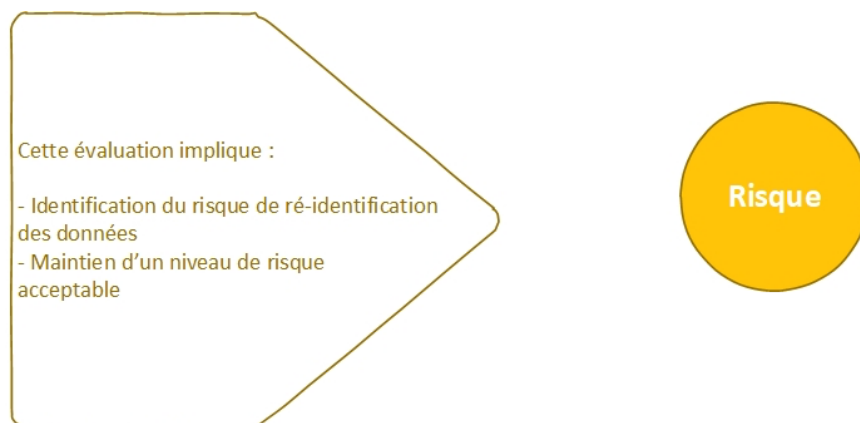 Cette évaluation implique :
- Identification du risque de ré-identification
des données
- Maintien d’un niveau de risque
acceptable
Risque